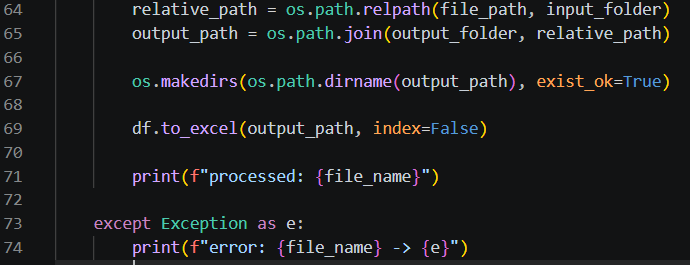 64 relative_path = os.path.relpath(file_path, input_folder)
65 output_path = os.path.join(output_folder, relative_path)
66
67 os.makedirs(os.path.dirname(output_path), exist_ok=True)
68
69 df.to_excel(output_path, index=False)
70
71 print(f"processed: {file_name}")
72
73 except Exception as e:
74 print(f"error: {file_name} -> {e}")